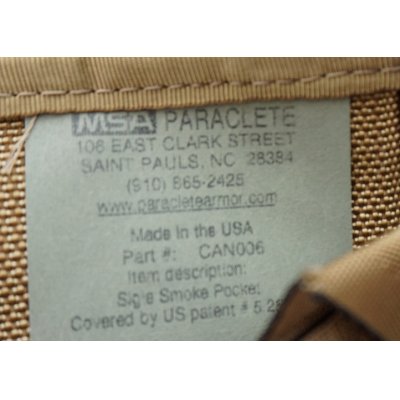 MSA PARACLETE
106 EAST CLARK STREET
SAINT PAULS, NC 28384
(910) 865-2425
www.paracletearmor.com
Made in the USA
Part #: CAN006
Item description:
Sigle Smoke Pocket
Covered by US patent # 5.28